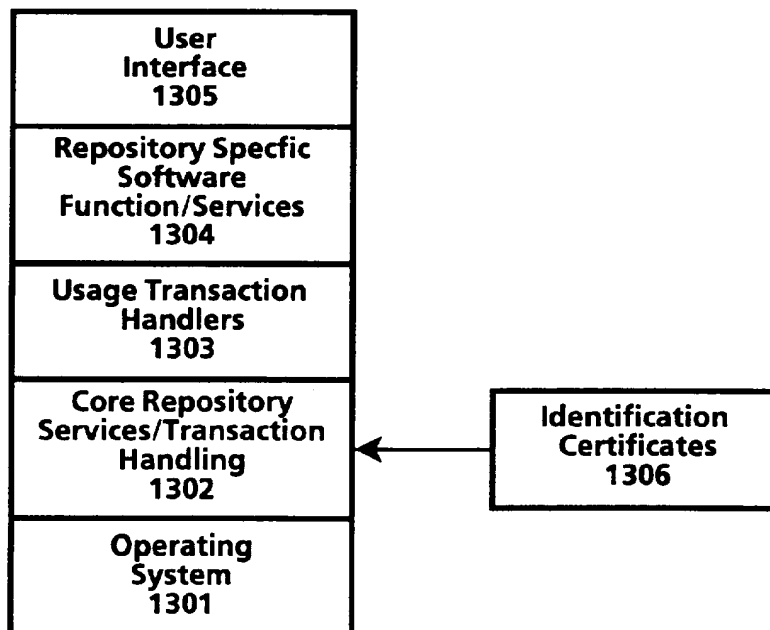 User
Interface
1305
Repository Specfic
Software
Function/Services
1304
Usage Transaction
Handlers
1303
Core Repository
Services/Transaction
Handling
1302
Identification
Certificates
1306
Operating
System
1301